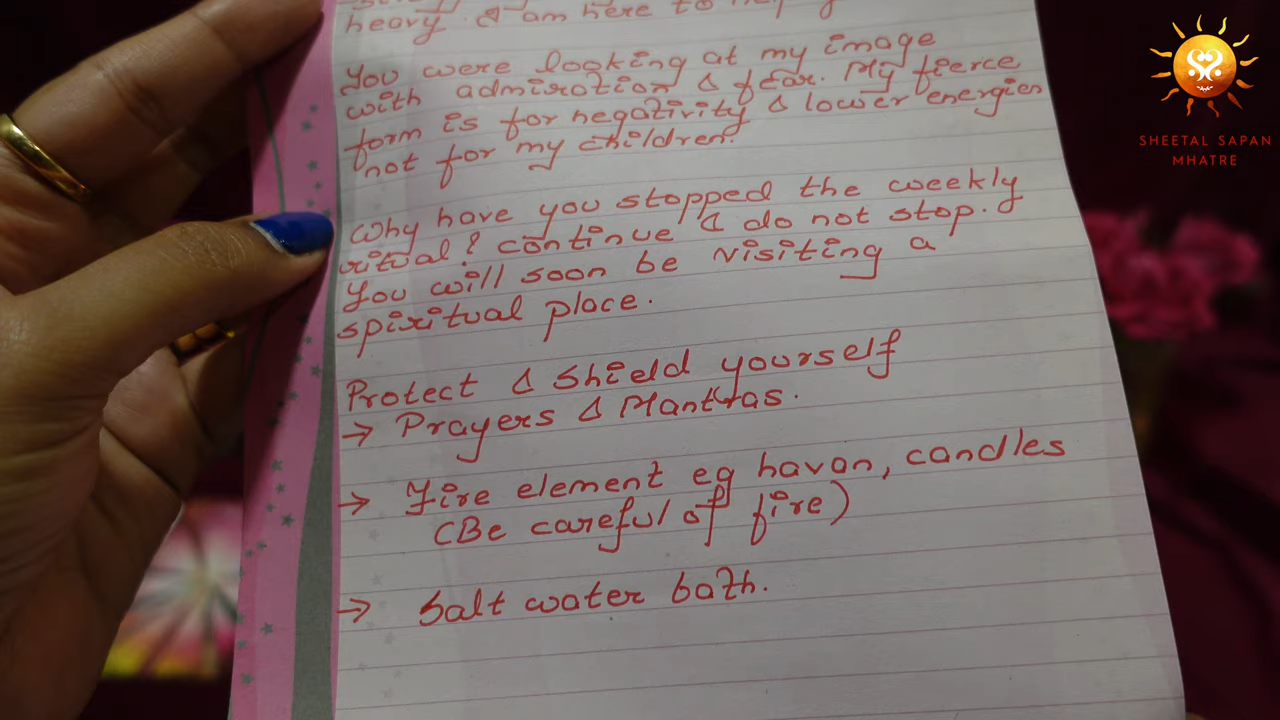 heavy. I am here to help
You were looking at my image
with admiration & fear. My fierce
form is for negativity & lower energies
not for my children.
Why have you stopped the weekly
ritual? continue & do not stop.
You will soon be visiting a
spiritual place.
Protect & Shield yourself
→ Prayers & Mantras.
→ Fire element eg havan, candles
(Be careful of fire)
→ Salt water bath.
SHEETAL SAPAN
MHATRE